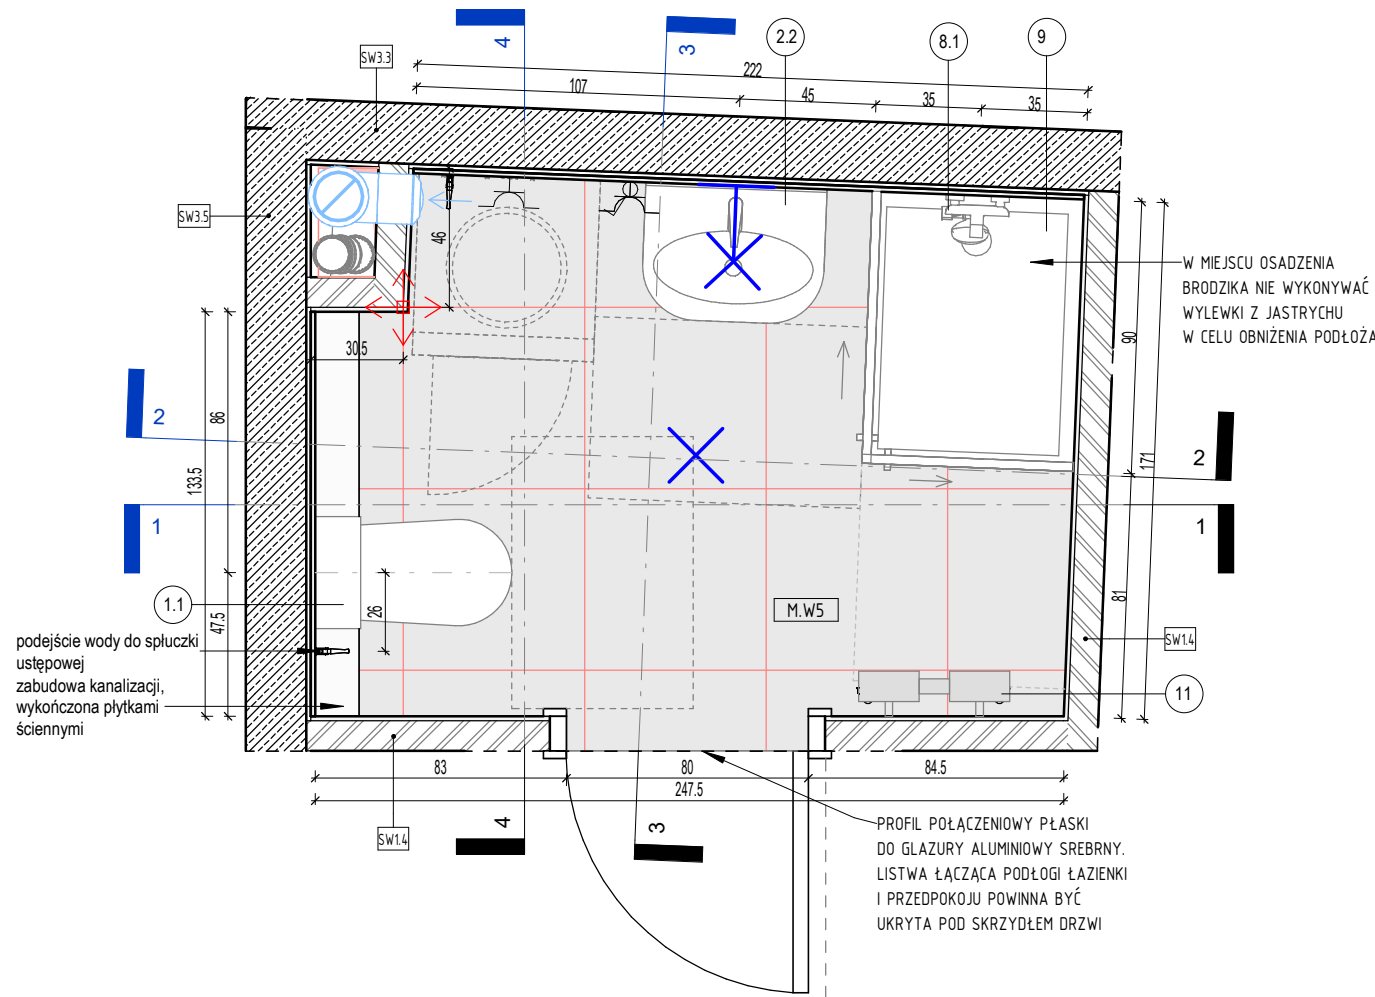 4
3
2.2
8.1
9
SW3.3
222
107
45
35
35
SW3.5
46
W MIEJSCU OSADZENIA
BRODZIKA NIE WYKONYWAĆ
WYLEWKI Z JASTRYCHU
W CELU OBNIŻENIA PODŁOŻA
30.5
90
2
86
171
2
133.5
1
1
1.1
26
M.W5
81
47.5
SW1.4
podejście wody do spłuczki
ustępowej
zabudowa kanalizacji,
wykończona płytkami
ściennymi
11
83
80
84.5
247.5
4
3
SW1.4
PROFIL POŁĄCZENIOWY PŁASKI
DO GLAZURY ALUMINIOWY SREBRNY.
LISTWA ŁĄCZĄCA PODŁOGI ŁAZIENKI
I PRZEDPOKOJU POWINNA BYĆ
UKRYTA POD SKRZYDŁEM DRZWI